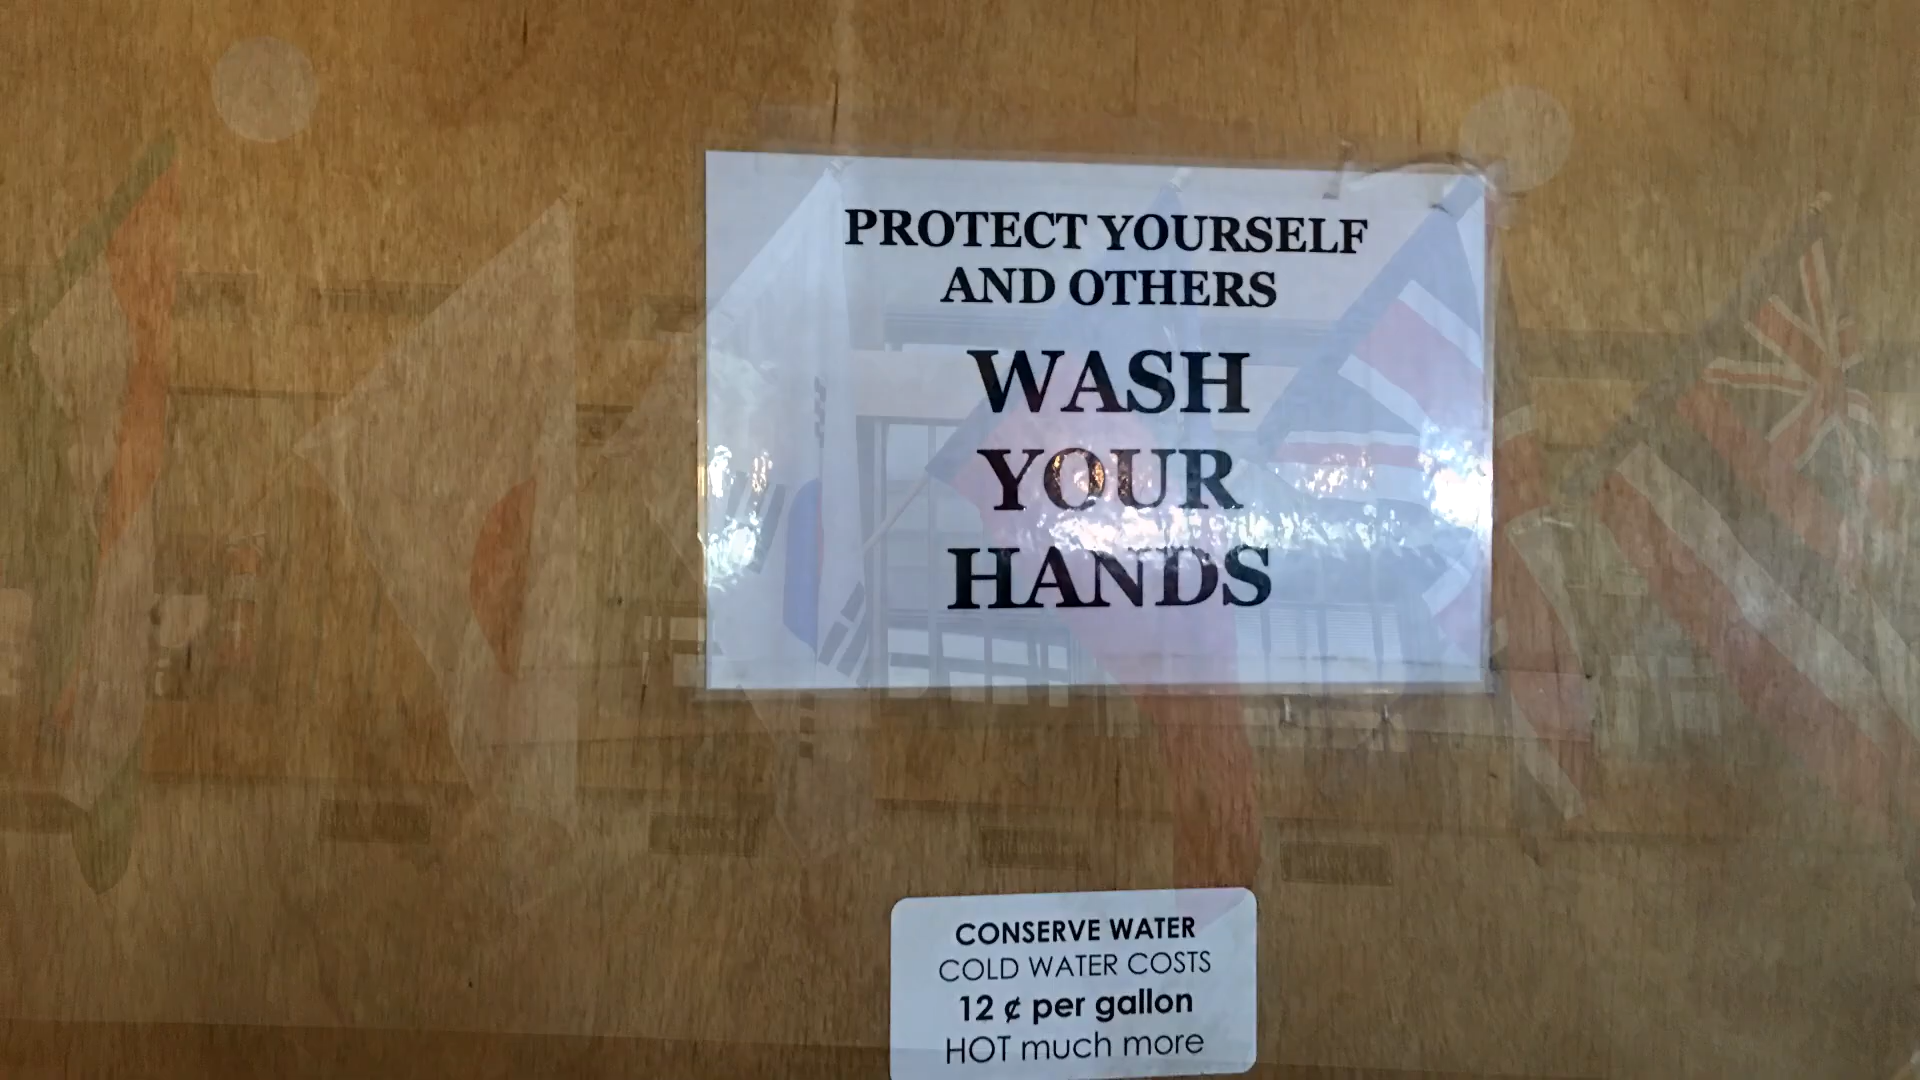 PROTECT YOURSELF
AND OTHERS
WASH
YOUR
HANDS
CONSERVE WATER
COLD WATER COSTS
12 ¢ per gallon
HOT much more